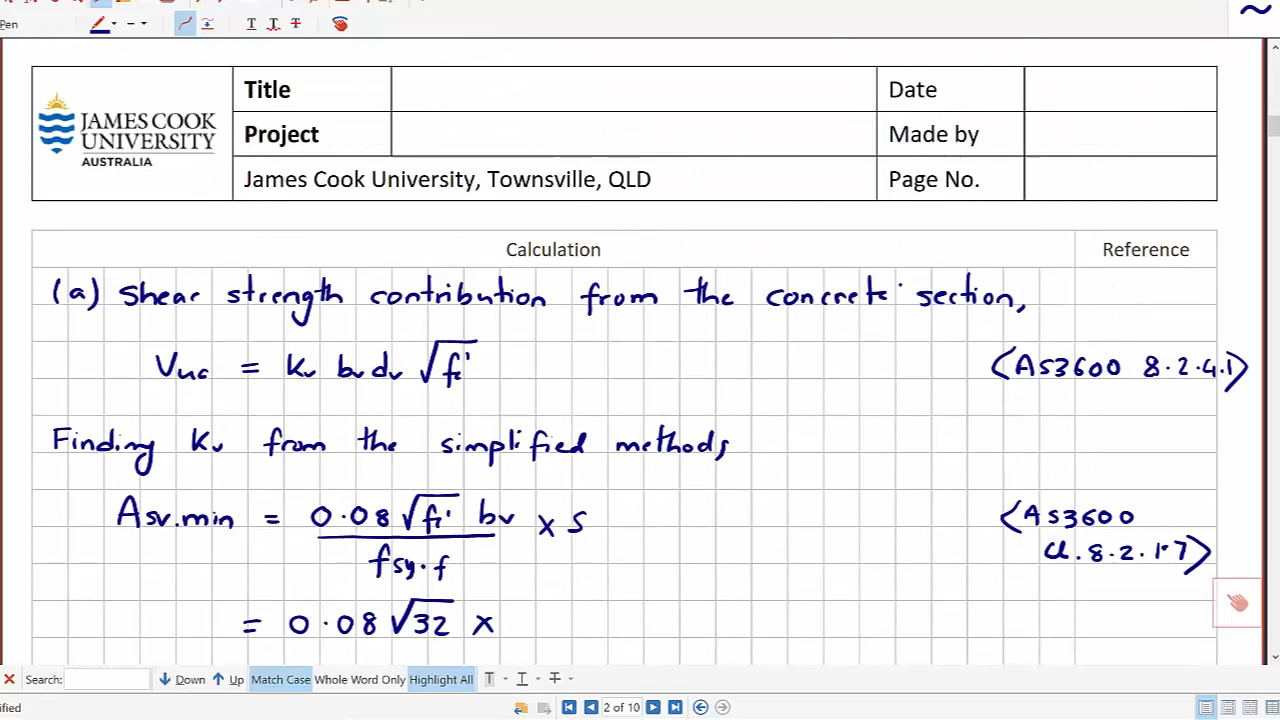 Pen
JAMES COOK
UNIVERSITY
AUSTRALIA
Title
Date
Project
Made by
James Cook University, Townsville, QLD
Page No.
Calculation
Reference
(a) Shear strength contribution from the concrete section,
Vuc = Kv bv dv √fc'
<AS3600 8.2.4.1>
Finding Kv from the simplified methods,
Asv.min = 0.08 √fc' bv / fsy.f × S
<AS3600
Cl. 8.2.1.7>
= 0.08 √32 ×
Search:
Down
Up
Match Case
Whole Word Only
Highlight All
ified
2 of 10